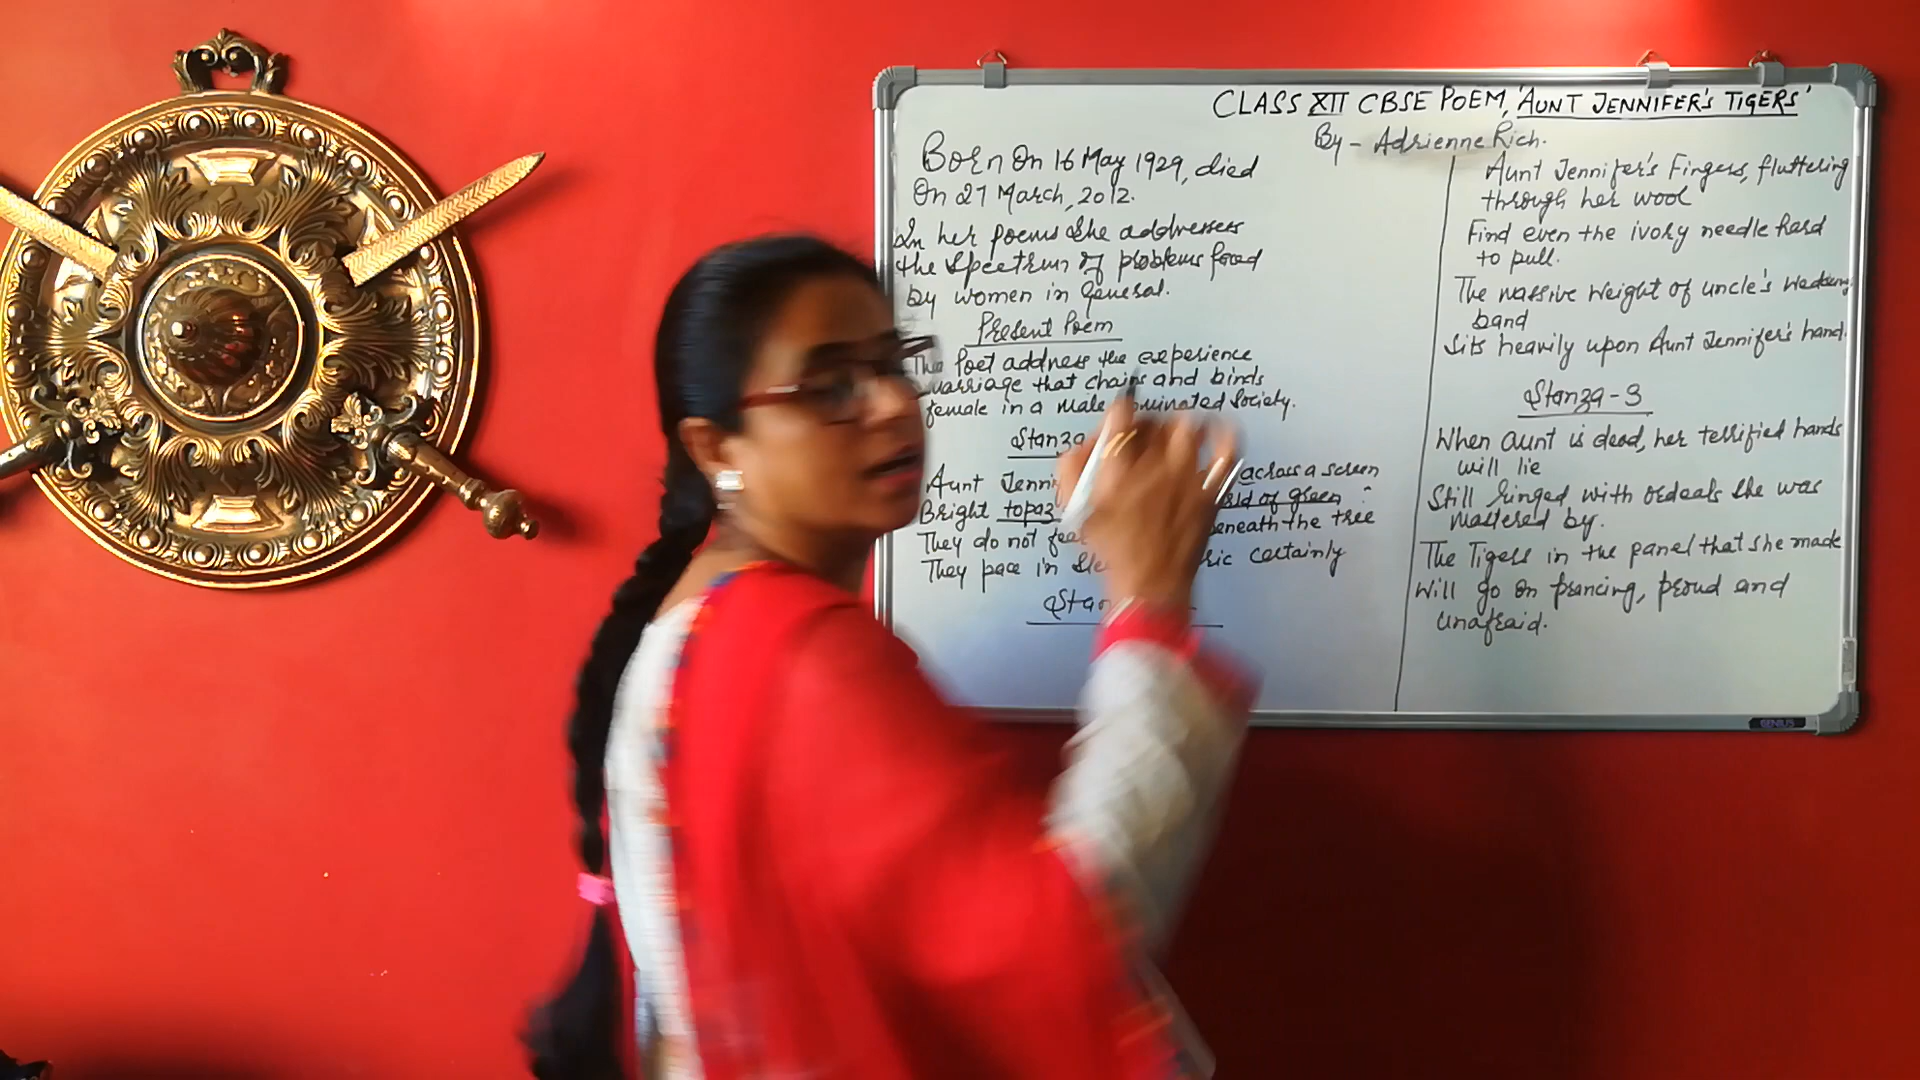 CLASS XII CBSE POEM, 'AUNT JENNIFER'S TIGERS'
By - Adrienne Rich.
Born On 16 May 1929, died
On 27 March, 2012.
In her poems She addresses
the Spectrum of problems faced
by women in General.
Present Poem
The Poet address the experience
marriage that chains and binds
female in a male dominated Society.
Stanza
Aunt Jenni across a screen
Bright topaz of green :
They do not beneath the tree
They pace in certainly
Stan
Aunt Jennifer's Fingers, fluttering
through her wool
Find even the ivory needle hard
to pull.
The massive weight of uncle's wedding
band
Sits heavily upon Aunt Jennifer's hand.
Stanza - 3
When aunt is dead, her terrified hands
will lie
Still ringed with ordeals She was
mastered by.
The Tigers in the panel that she made
Will go on prancing, proud and
unafraid.
GENIUS